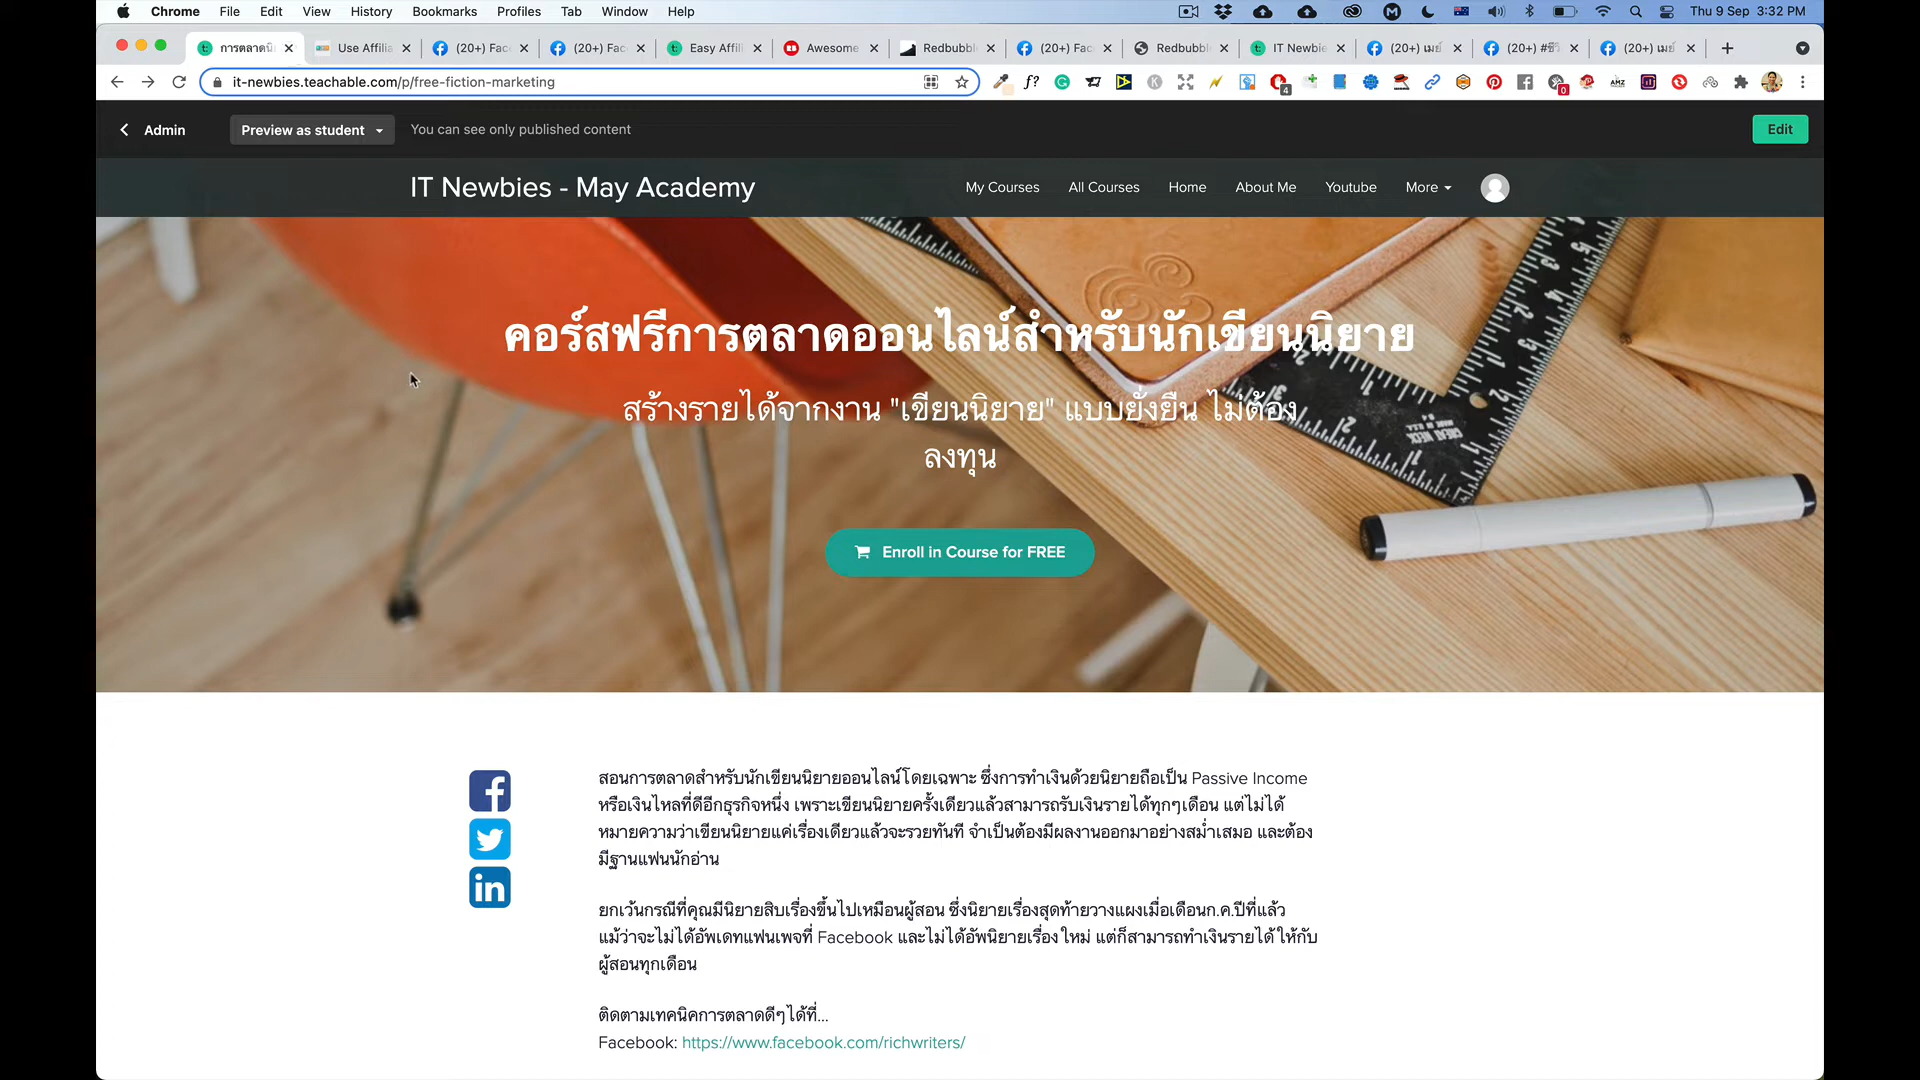 Chrome File Edit View History Bookmarks Profiles Tab Window Help Thu 9 Sep 3:32 PM
การตลาดนิ Use Affilia (20+) Fac (20+) Fac Easy Affil Awesome Redbubbl (20+) Fac Redbubbl IT Newbie (20+) เมย์ (20+) #ชีวิ (20+) เมย์
it-newbies.teachable.com/p/free-fiction-marketing
Admin Preview as student You can see only published content Edit
IT Newbies - May Academy My Courses All Courses Home About Me Youtube More
คอร์สฟรีการตลาดออนไลน์สำหรับนักเขียนนิยาย
สร้างรายได้จากงาน "เขียนนิยาย" แบบยั่งยืน ไม่ต้อง
ลงทุน
Enroll in Course for FREE
สอนการตลาดสำหรับนักเขียนนิยายออนไลน์โดยเฉพาะ ซึ่งการทำเงินด้วยนิยายถือเป็น Passive Income
หรือเงินไหลที่ดีอีกธุรกิจหนึ่ง เพราะเขียนนิยายครั้งเดียวแล้วสามารถรับเงินรายได้ทุกๆเดือน แต่ไม่ได้
หมายความว่าเขียนนิยายแค่เรื่องเดียวแล้วจะรวยทันที จำเป็นต้องมีผลงานออกมาอย่างสม่ำเสมอ และต้อง
มีฐานแฟนนักอ่าน
ยกเว้นกรณีที่คุณมีนิยายสิบเรื่องขึ้นไปเหมือนผู้สอน ซึ่งนิยายเรื่องสุดท้ายวางแผงเมื่อเดือนก.ค.ปีที่แล้ว
แม้ว่าจะไม่ได้อัพเดทแฟนเพจที่ Facebook และไม่ได้อัพนิยายเรื่องใหม่ แต่ก็สามารถทำเงินรายได้ให้กับ
ผู้สอนทุกเดือน
ติดตามเทคนิคการตลาดดีๆได้ที่...
Facebook: https://www.facebook.com/richwriters/